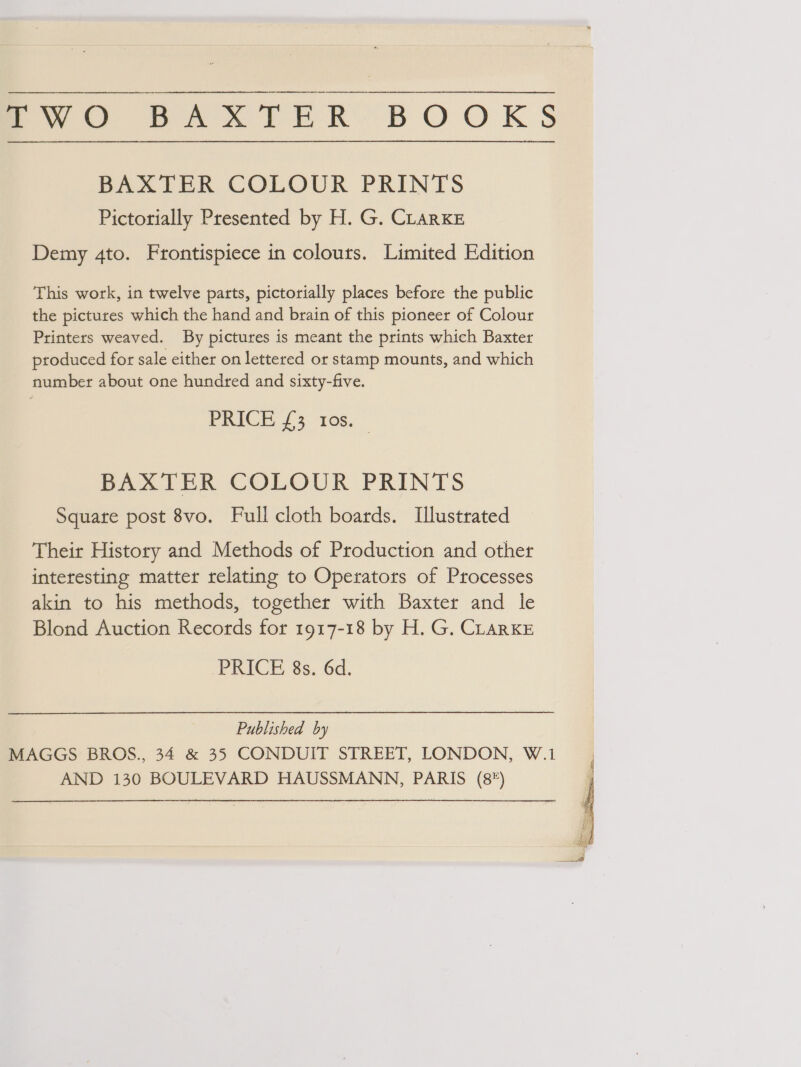 TWO BAXTER BOOKS
BAXTER COLOUR PRINTS
Pictorially Presented by H. G. CLARKE
Demy 4to. Frontispiece in colours. Limited Edition
This work, in twelve parts, pictorially places before the public
the pictures which the hand and brain of this pioneer of Colour
Printers weaved. By pictures is meant the prints which Baxter
produced for sale either on lettered or stamp mounts, and which
number about one hundred and sixty-five.
PRICE £3 10s.
BAXTER COLOUR PRINTS
Square post 8vo. Full cloth boards. Illustrated
Their History and Methods of Production and other
interesting matter relating to Operators of Processes
akin to his methods, together with Baxter and le
Blond Auction Records for 1917-18 by H. G. CLARKE
PRICE 8s. 6d.
Published by
MAGGS BROS., 34 & 35 CONDUIT STREET, LONDON, W.1
AND 130 BOULEVARD HAUSSMANN, PARIS (8ᵉ)